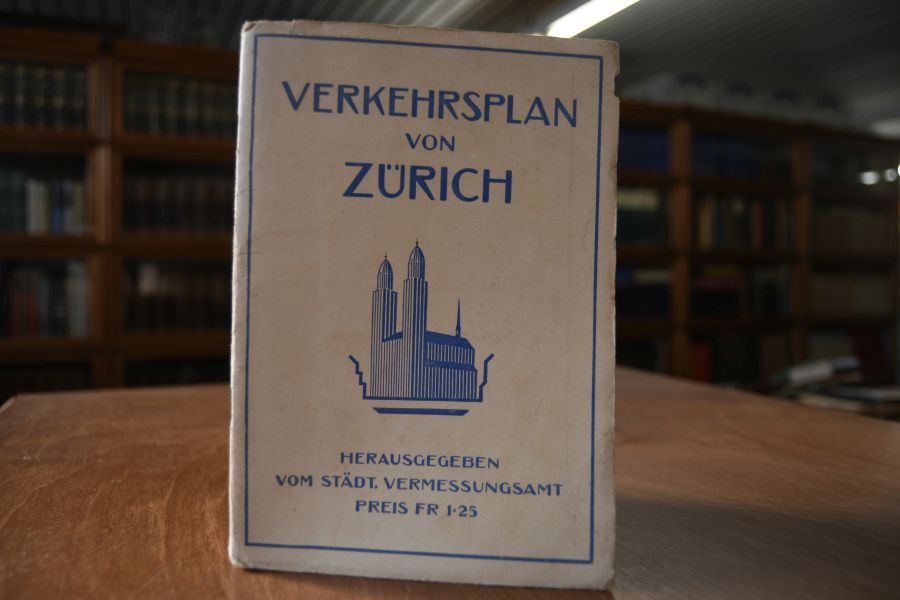 VERKEHRSPLAN
VON
ZÜRICH
HERAUSGEGEBEN
VOM STÄDT. VERMESSUNGSAMT
PREIS FR 1·25